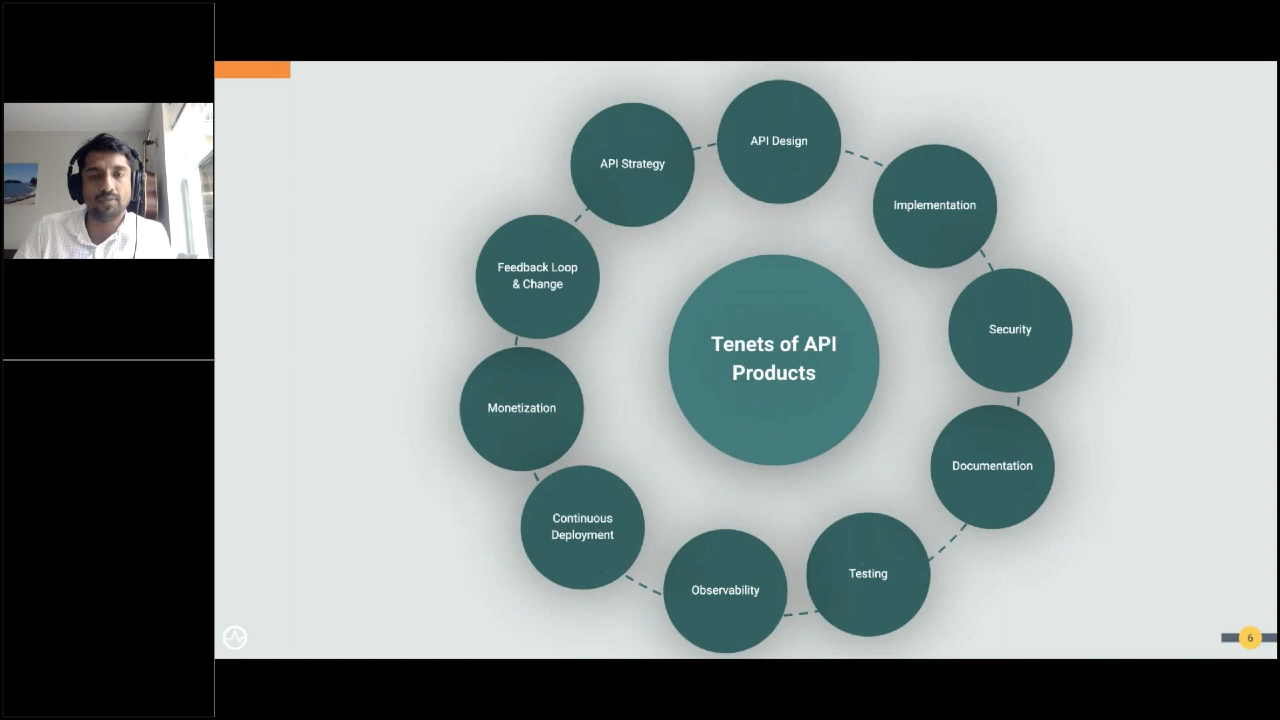 Tenets of API
Products
API Strategy
API Design
Implementation
Security
Documentation
Testing
Observability
Continuous
Deployment
Monetization
Feedback Loop
& Change
6